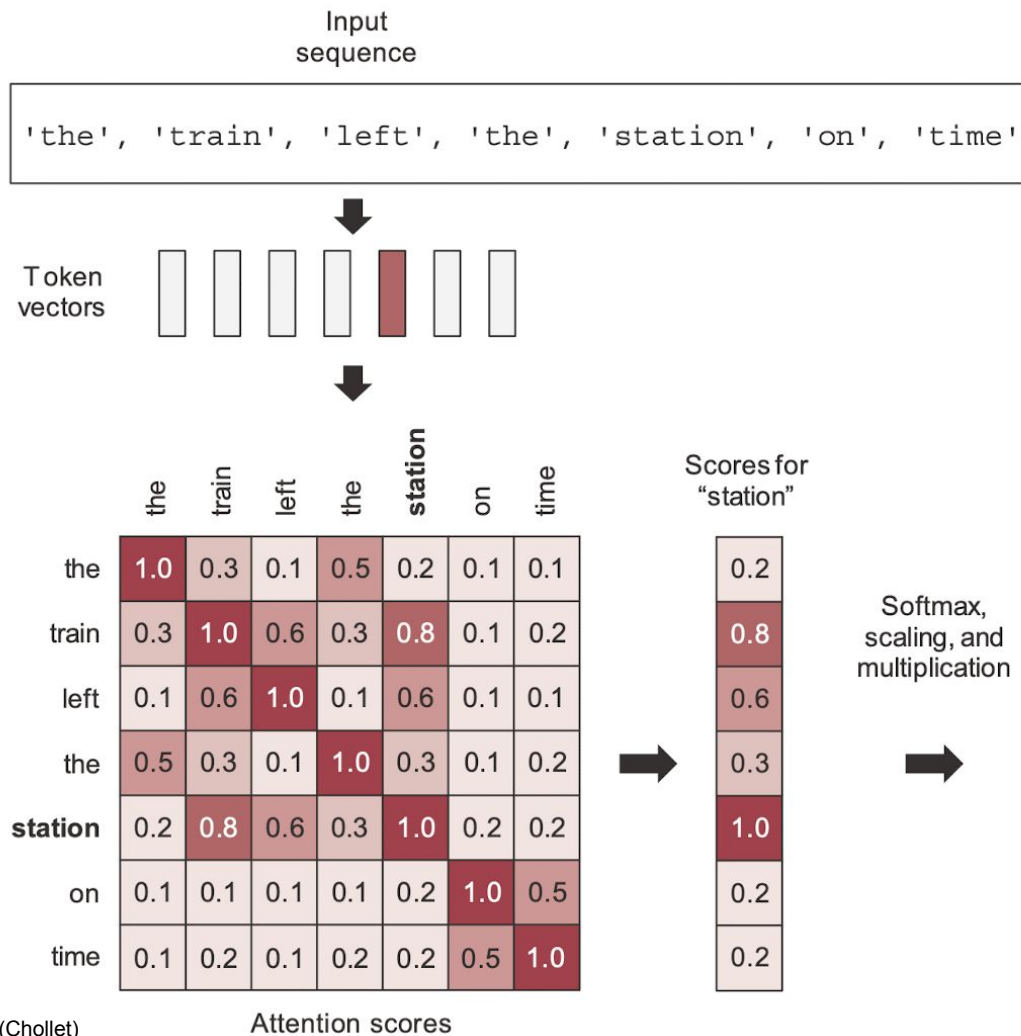 Input
sequence
'the', 'train', 'left', 'the', 'station', 'on', 'time'
Token
vectors
the train left the station on time
the 1.0 0.3 0.1 0.5 0.2 0.1 0.1
train 0.3 1.0 0.6 0.3 0.8 0.1 0.2
left 0.1 0.6 1.0 0.1 0.6 0.1 0.1
the 0.5 0.3 0.1 1.0 0.3 0.1 0.2
station 0.2 0.8 0.6 0.3 1.0 0.2 0.2
on 0.1 0.1 0.1 0.1 0.2 1.0 0.5
time 0.1 0.2 0.1 0.2 0.2 0.5 1.0
Attention scores
Scores for
“station”
0.2
0.8
0.6
0.3
1.0
0.2
0.2
Softmax,
scaling, and
multiplication
(Chollet)